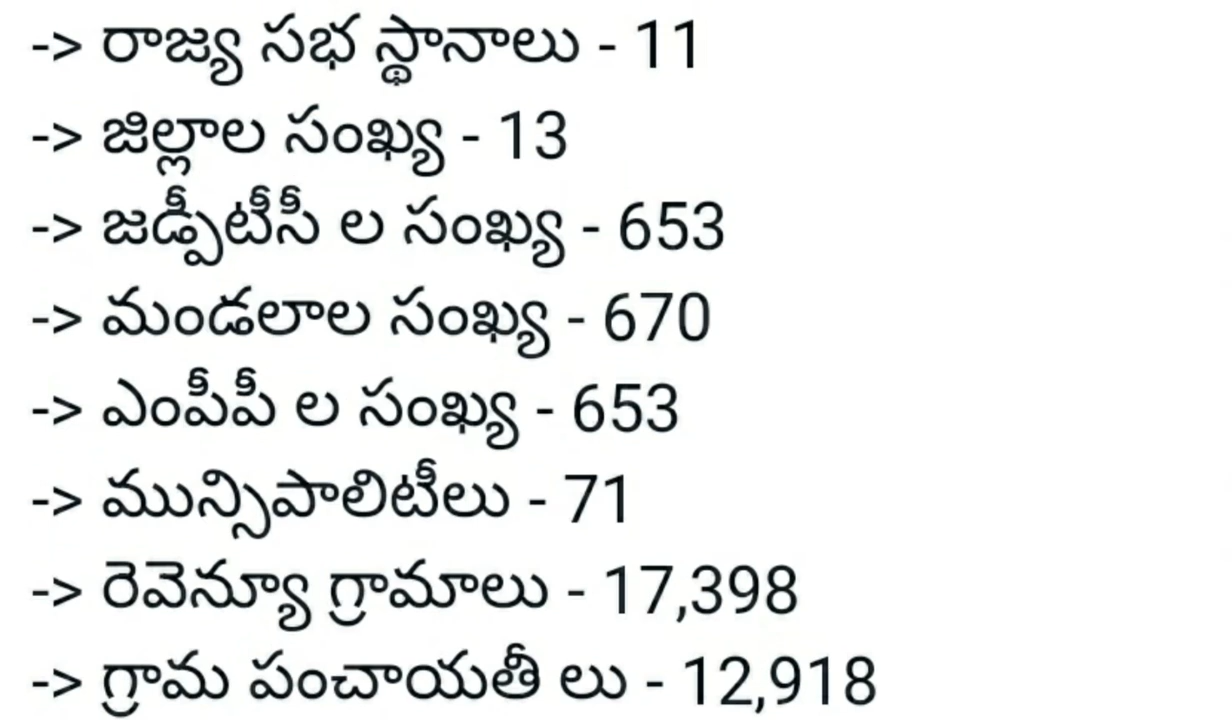 -> రాజ్య సభ స్థానాలు - 11
-> జిల్లాల సంఖ్య - 13
-> జడ్పీటీసీ ల సంఖ్య - 653
-> మండలాల సంఖ్య - 670
-> ఎంపీపీ ల సంఖ్య - 653
-> మున్సిపాలిటీలు - 71
-> రెవెన్యూ గ్రామాలు - 17,398
-> గ్రామ పంచాయతీ లు - 12,918